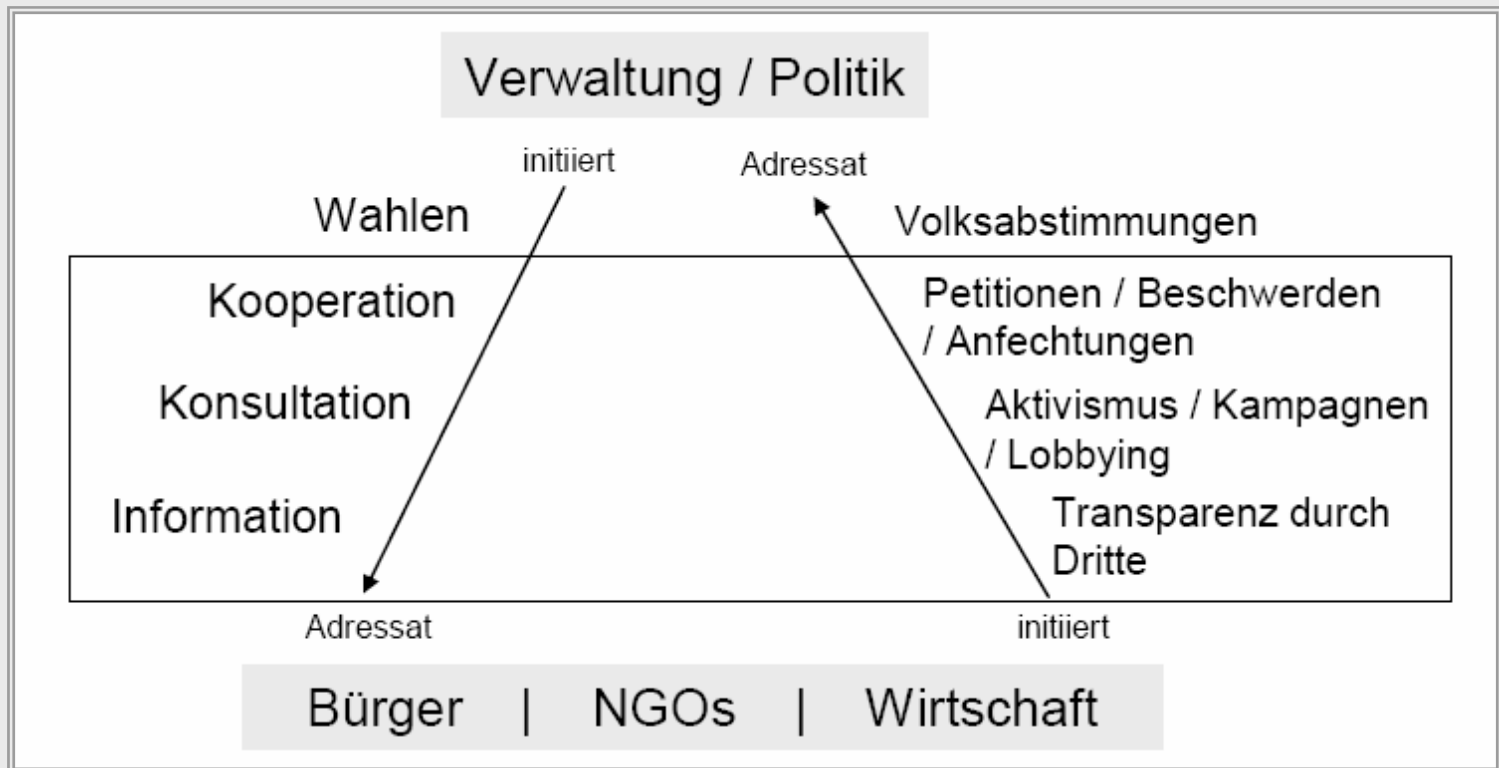 Verwaltung / Politik
initiiert
Adressat
Wahlen
Volksabstimmungen
Kooperation
Petitionen / Beschwerden
/ Anfechtungen
Konsultation
Aktivismus / Kampagnen
/ Lobbying
Information
Transparenz durch
Dritte
Adressat
initiiert
Bürger | NGOs | Wirtschaft